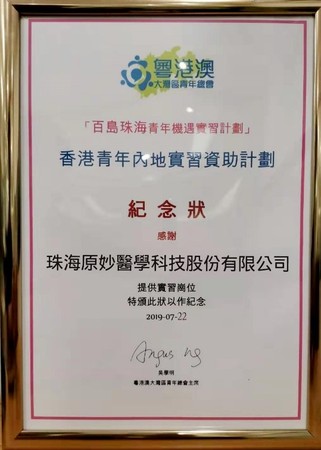 粵港澳
大灣區青年總會
「百島珠海青年機遇實習計劃」
香港青年內地實習資助計劃
紀念狀
感謝
珠海原妙醫學科技股份有限公司
提供實習崗位
特頒此狀以作紀念
2019-07-22
Angus Ng
吳學明
粵港澳大灣區青年總會主席